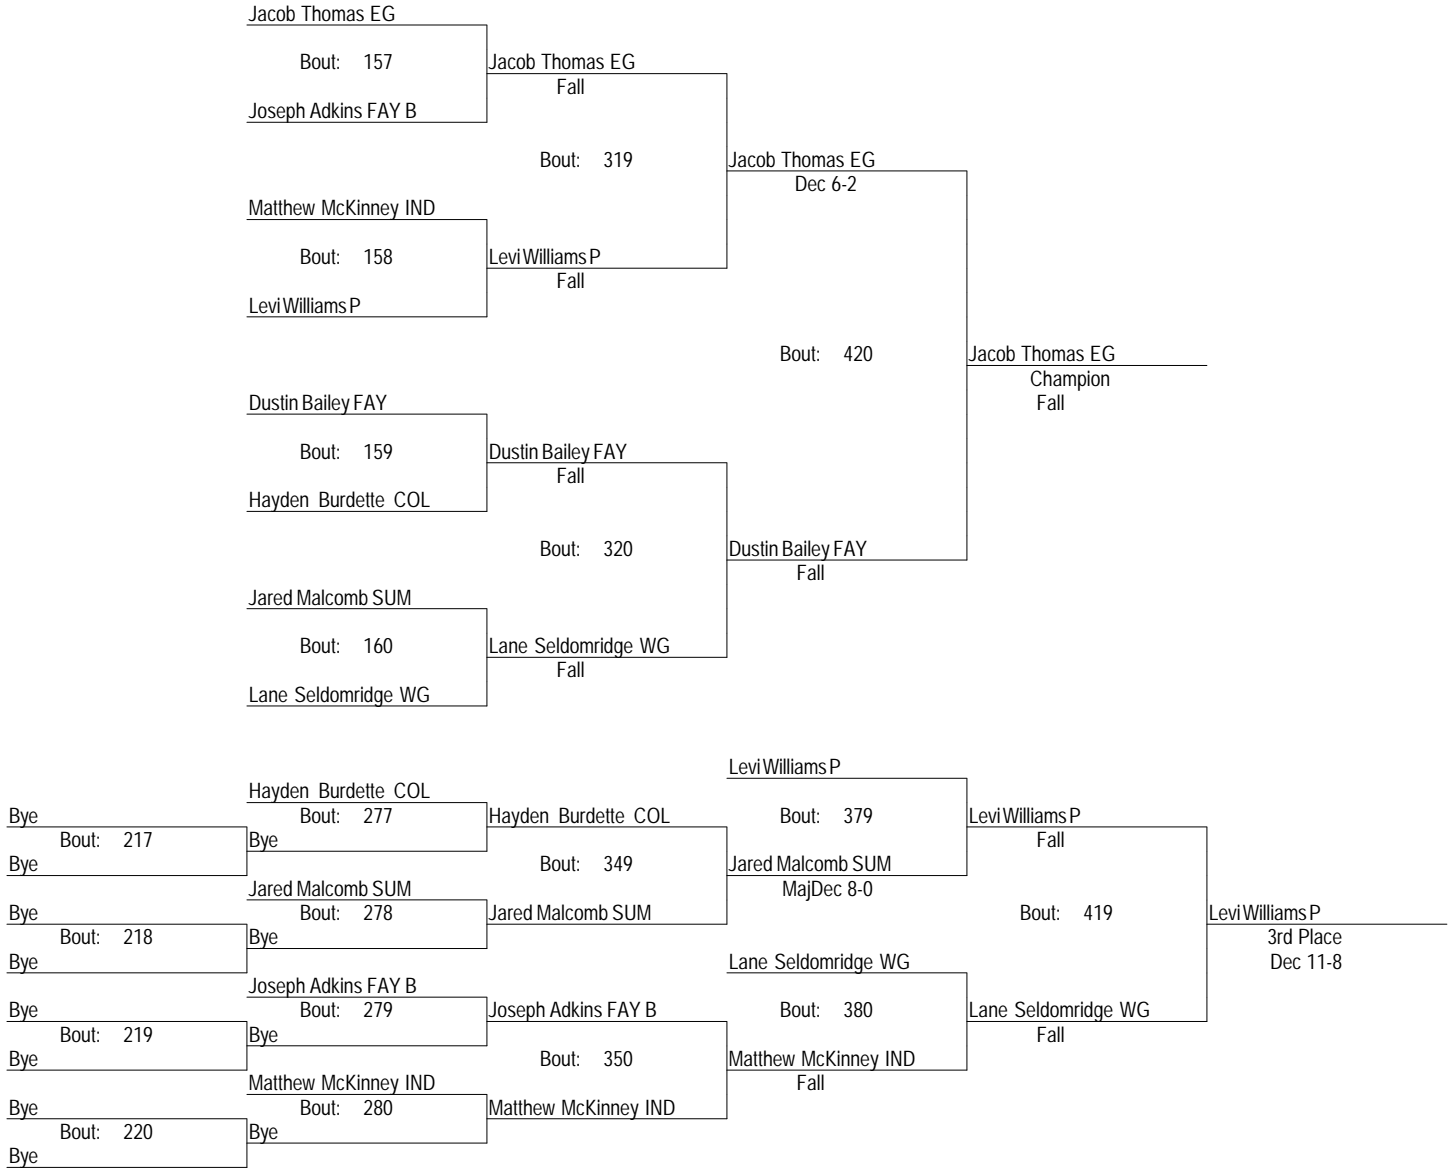 Jacob Thomas EG
Bout: 157
Jacob Thomas EG
Fall
Joseph Adkins FAY B
Bout: 319
Jacob Thomas EG
Dec 6-2
Matthew McKinney IND
Bout: 158
Levi Williams P
Fall
Levi Williams P
Bout: 420
Jacob Thomas EG
Champion
Fall
Dustin Bailey FAY
Bout: 159
Dustin Bailey FAY
Fall
Hayden Burdette COL
Bout: 320
Dustin Bailey FAY
Fall
Jared Malcomb SUM
Bout: 160
Lane Seldomridge WG
Fall
Lane Seldomridge WG
Levi Williams P
Hayden Burdette COL
Bye
Bout: 277
Hayden Burdette COL
Bout: 379
Levi Williams P
Bout: 217
Bye
Fall
Bye
Bout: 349
Jared Malcomb SUM
Jared Malcomb SUM
MajDec 8-0
Bye
Bout: 278
Jared Malcomb SUM
Bout: 419
Levi Williams P
Bout: 218
Bye
3rd Place
Bye
Lane Seldomridge WG
Dec 11-8
Joseph Adkins FAY B
Bye
Bout: 279
Joseph Adkins FAY B
Bout: 380
Lane Seldomridge WG
Bout: 219
Bye
Fall
Bye
Bout: 350
Matthew McKinney IND
Matthew McKinney IND
Fall
Bye
Bout: 280
Matthew McKinney IND
Bout: 220
Bye
Bye